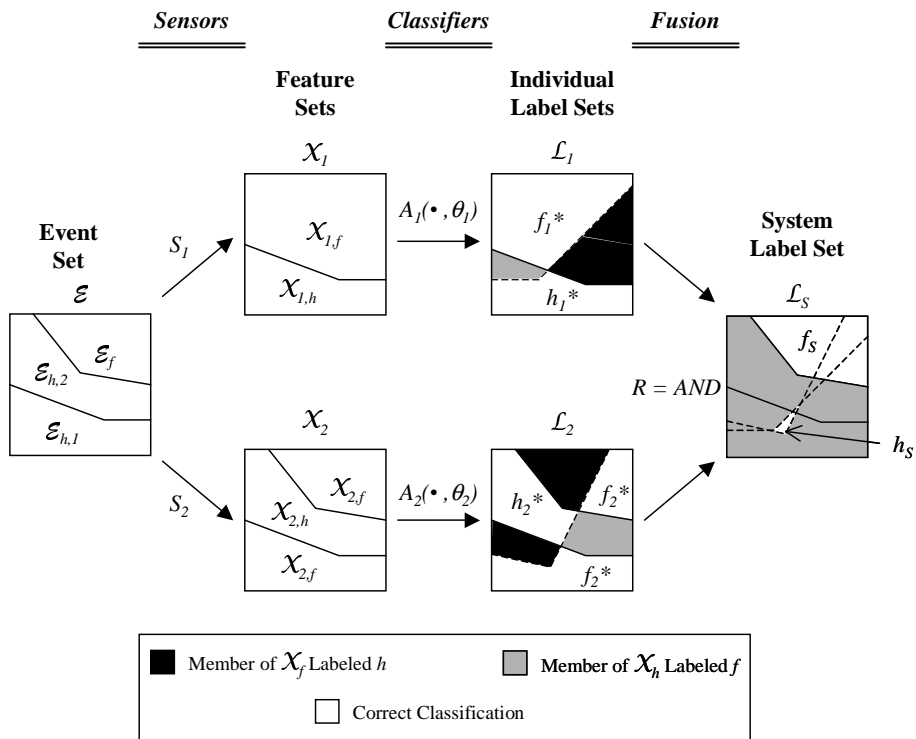 Sensors Classifiers Fusion
Feature Sets
Individual Label Sets
𝒳1
ℒ1
A1(•, θ1)
𝒳1,f
𝒳1,h
f1*
h1*
System Label Set
ℒS
Event Set
ℰ
S1
fS
ℰf
ℰh,2
ℰh,1
R = AND
hS
𝒳2
ℒ2
S2
A2(•, θ2)
𝒳2,f
𝒳2,h
𝒳2,f
h2*
f2*
f2*
Member of 𝒳f Labeled h
Member of 𝒳h Labeled f
Correct Classification